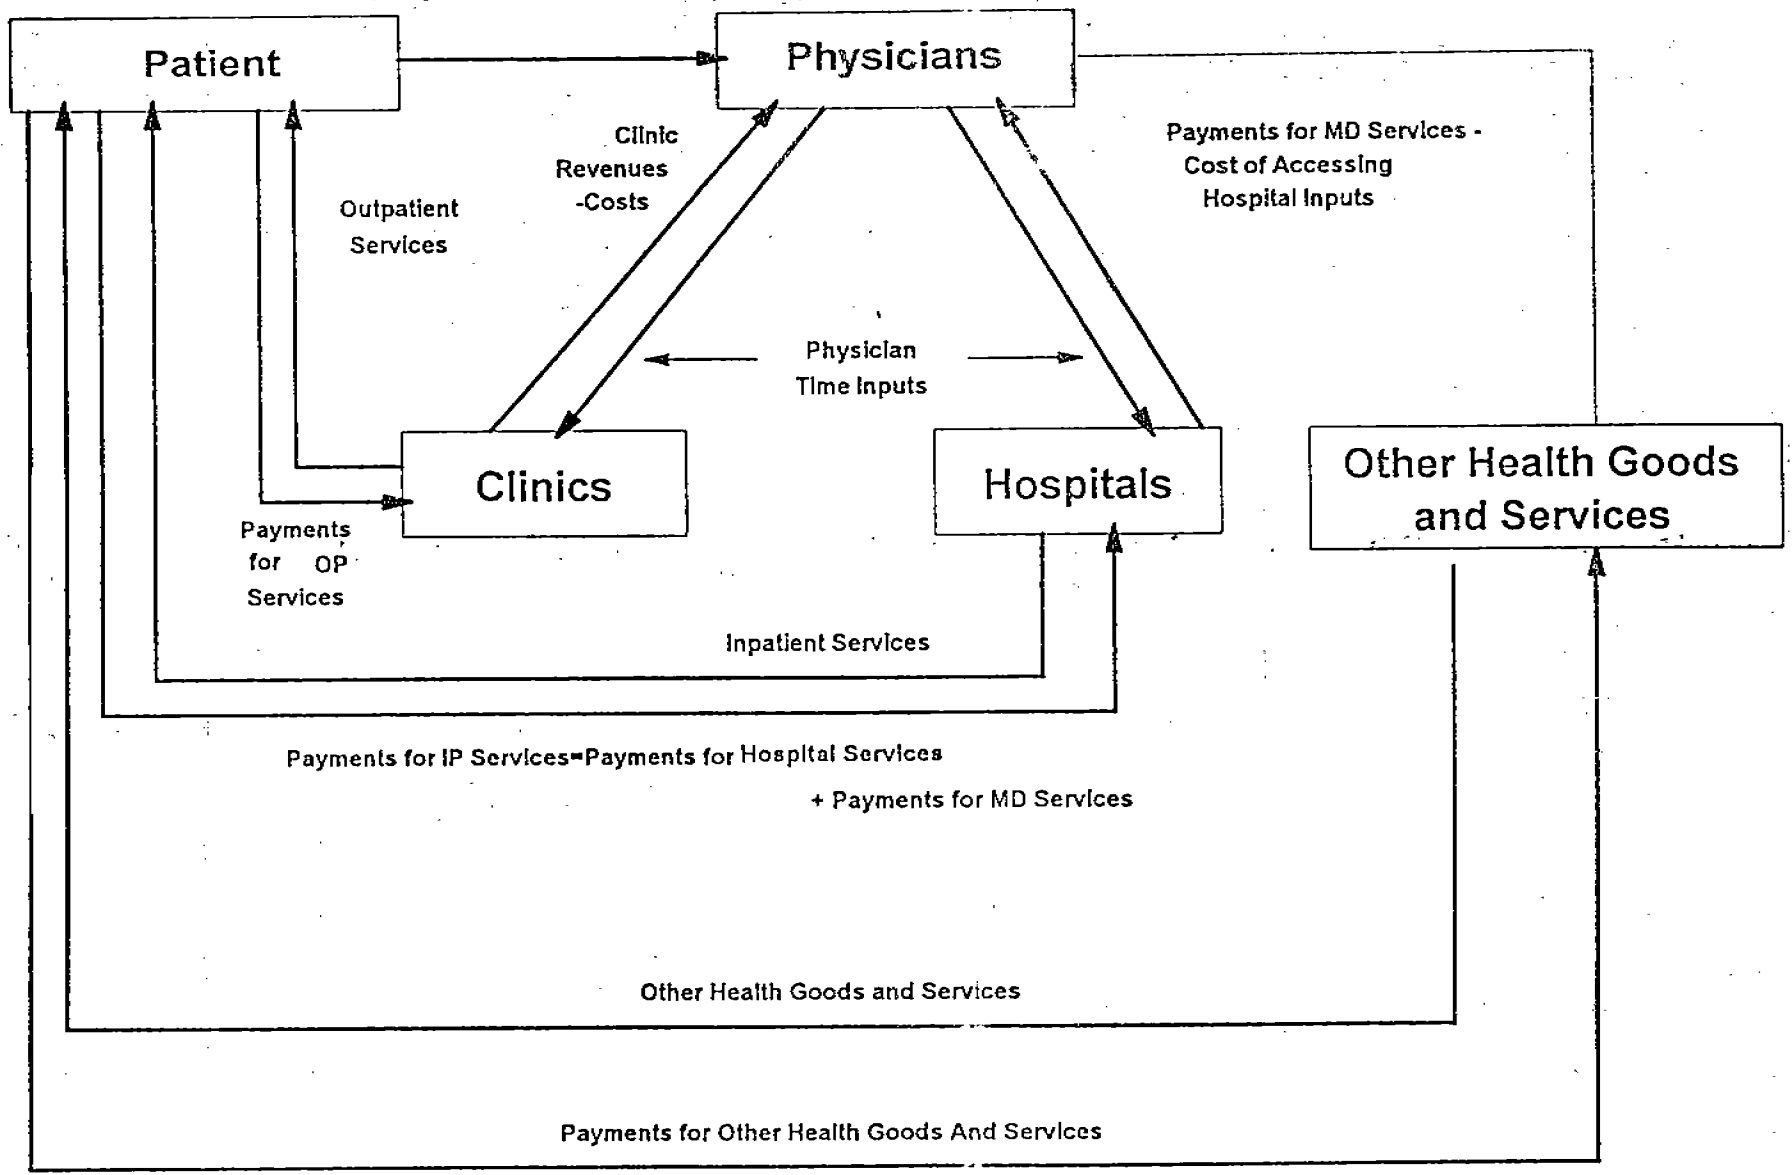 Patient
Physicians
Clinic
Revenues
-Costs
Payments for MD Services -
Cost of Accessing
Hospital Inputs
Outpatient
Services
Physician
Time Inputs
Clinics
Hospitals
Other Health Goods
and Services
Payments
for OP
Services
Inpatient Services
Payments for IP Services=Payments for Hospital Services
+ Payments for MD Services
Other Health Goods and Services
Payments for Other Health Goods And Services